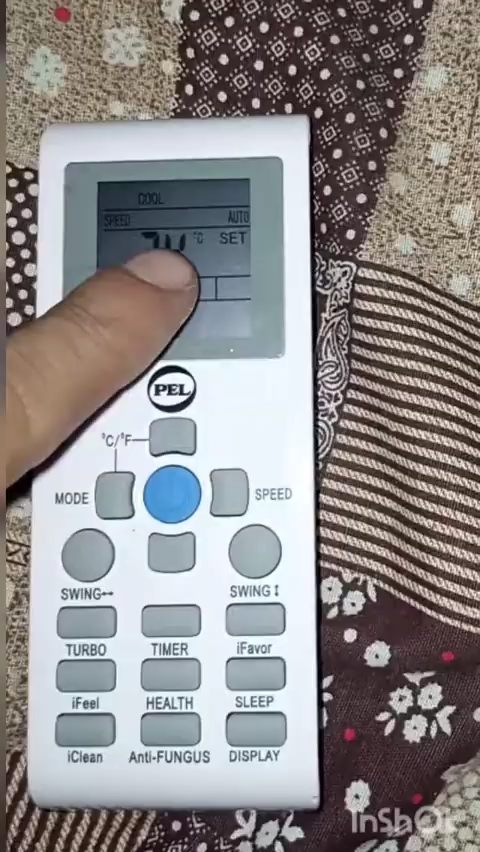 COOL
SPEED AUTO
°C SET
PEL
°C/°F
MODE SPEED
SWING↔ SWING↕
TURBO TIMER iFavor
iFeel HEALTH SLEEP
iClean Anti-FUNGUS DISPLAY
InShOt